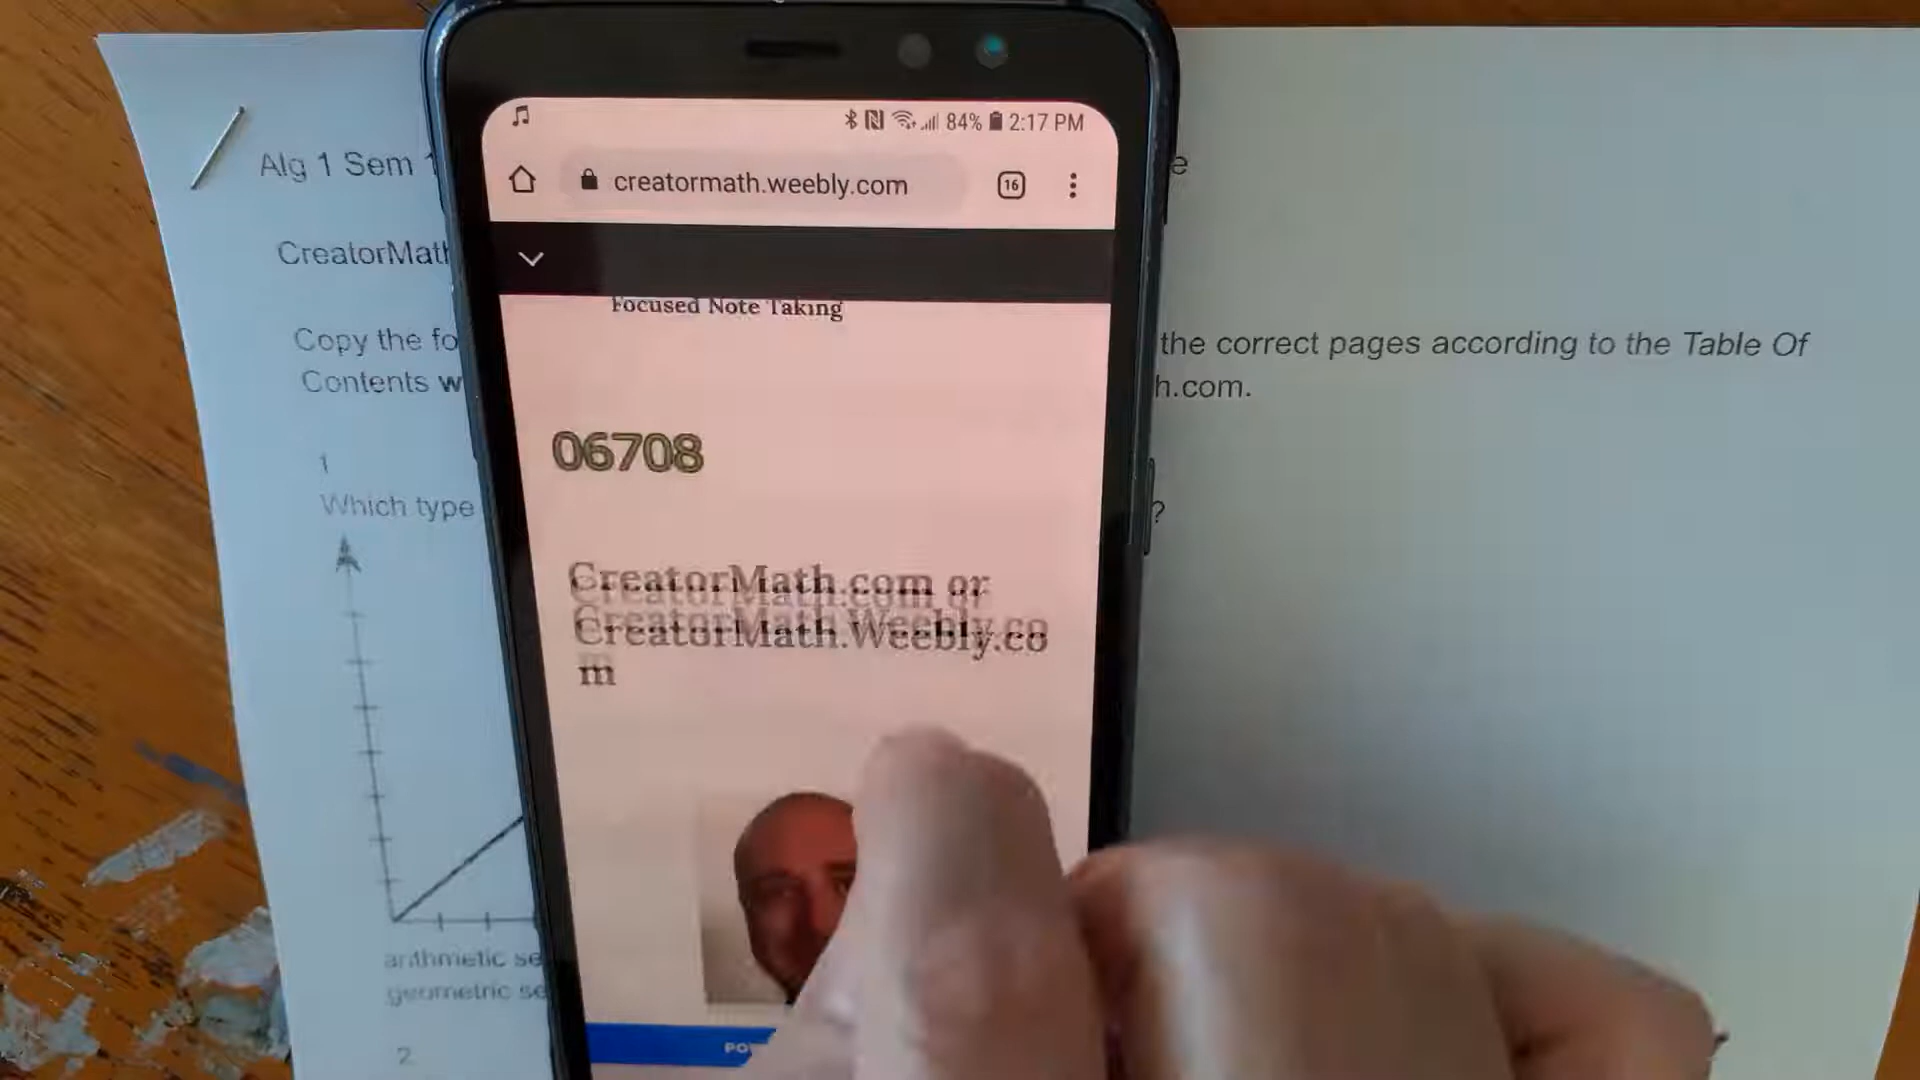 84% 2:17 PM
creatormath.weebly.com
16
Focused Note Taking
06708
CreatorMath.com or
CreatorMath.Weebly.co
m
Alg 1 Sem
CreatorMath
Copy the fo
the correct pages according to the Table Of
Contents w
h.com.
1
Which type
?
arithmetic se
geometric se
2